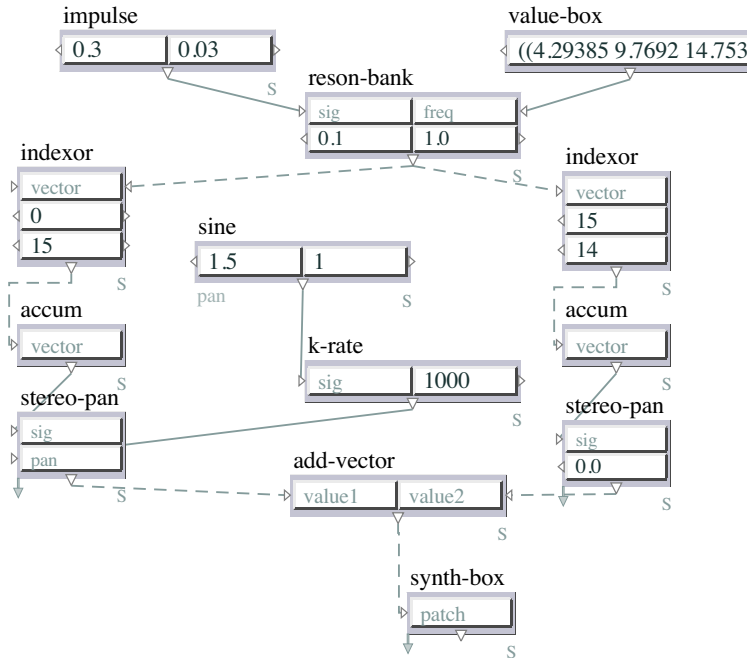 impulse
value-box
0.3 0.03
((4.29385 9.7692 14.753
S
reson-bank
sig freq
0.1 1.0
S
indexor
vector
0
15
S
indexor
vector
15
14
S
sine
1.5 1
pan
S
accum
vector
S
accum
vector
S
k-rate
sig 1000
S
stereo-pan
sig
pan
S
stereo-pan
sig
0.0
S
add-vector
value1 value2
S
synth-box
patch
S